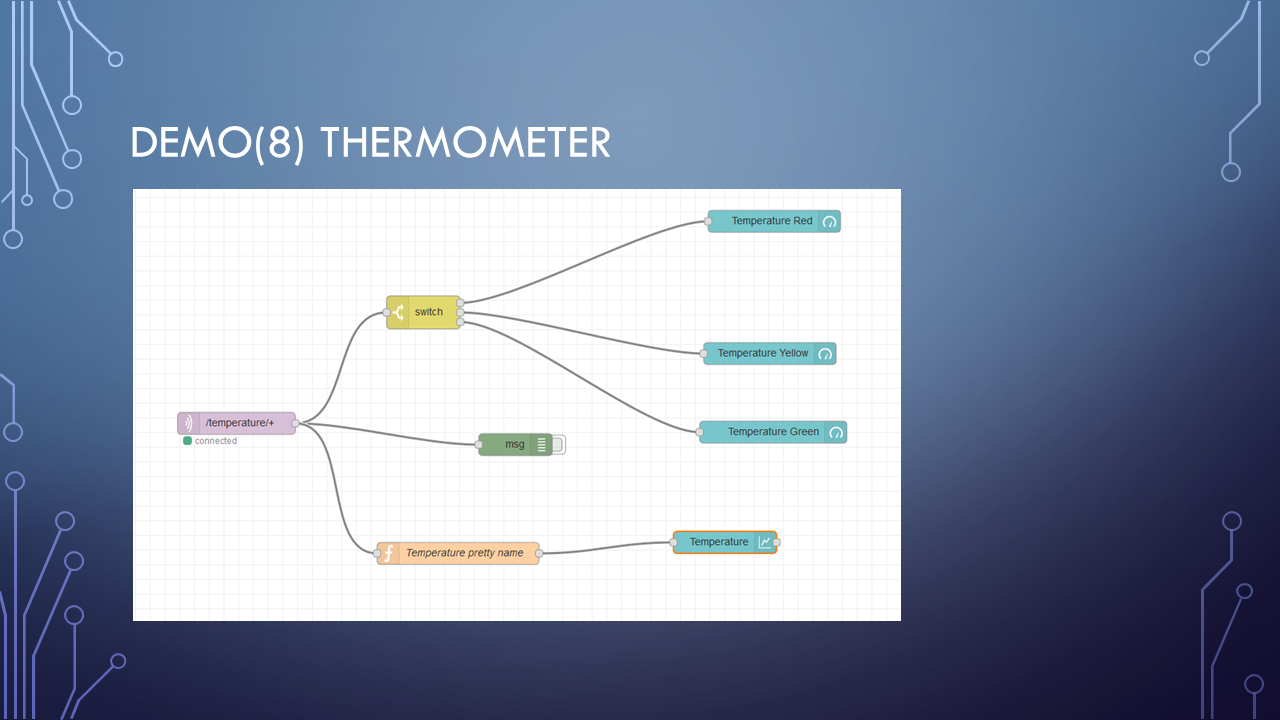 DEMO(8) THERMOMETER
Temperature Red
switch
Temperature Yellow
/temperature/+
connected
Temperature Green
msg
Temperature pretty name
Temperature